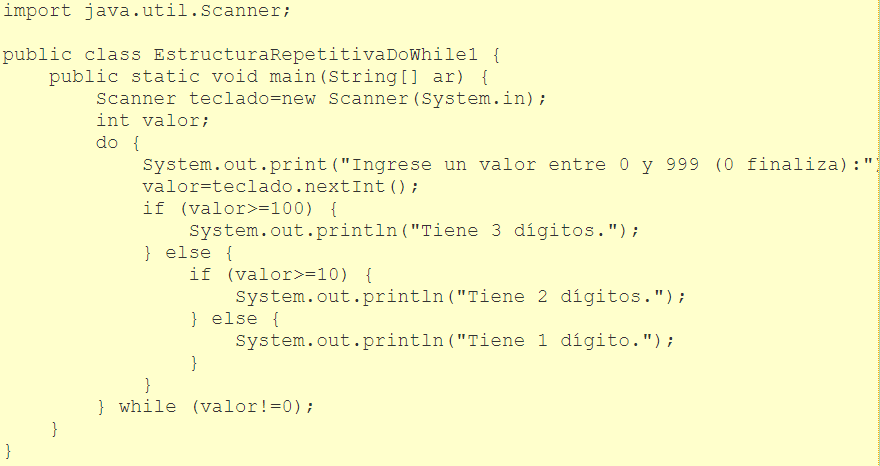 import java.util.Scanner;

public class EstructuraRepetitivaDoWhile1 {
    public static void main(String[] ar) {
        Scanner teclado=new Scanner(System.in);
        int valor;
        do {
            System.out.print("Ingrese un valor entre 0 y 999 (0 finaliza):")
            valor=teclado.nextInt();
            if (valor>=100) {
                System.out.println("Tiene 3 dígitos.");
            } else {
                if (valor>=10) {
                    System.out.println("Tiene 2 dígitos.");
                } else {
                    System.out.println("Tiene 1 dígito.");
                }
            }
        } while (valor!=0);
    }
}